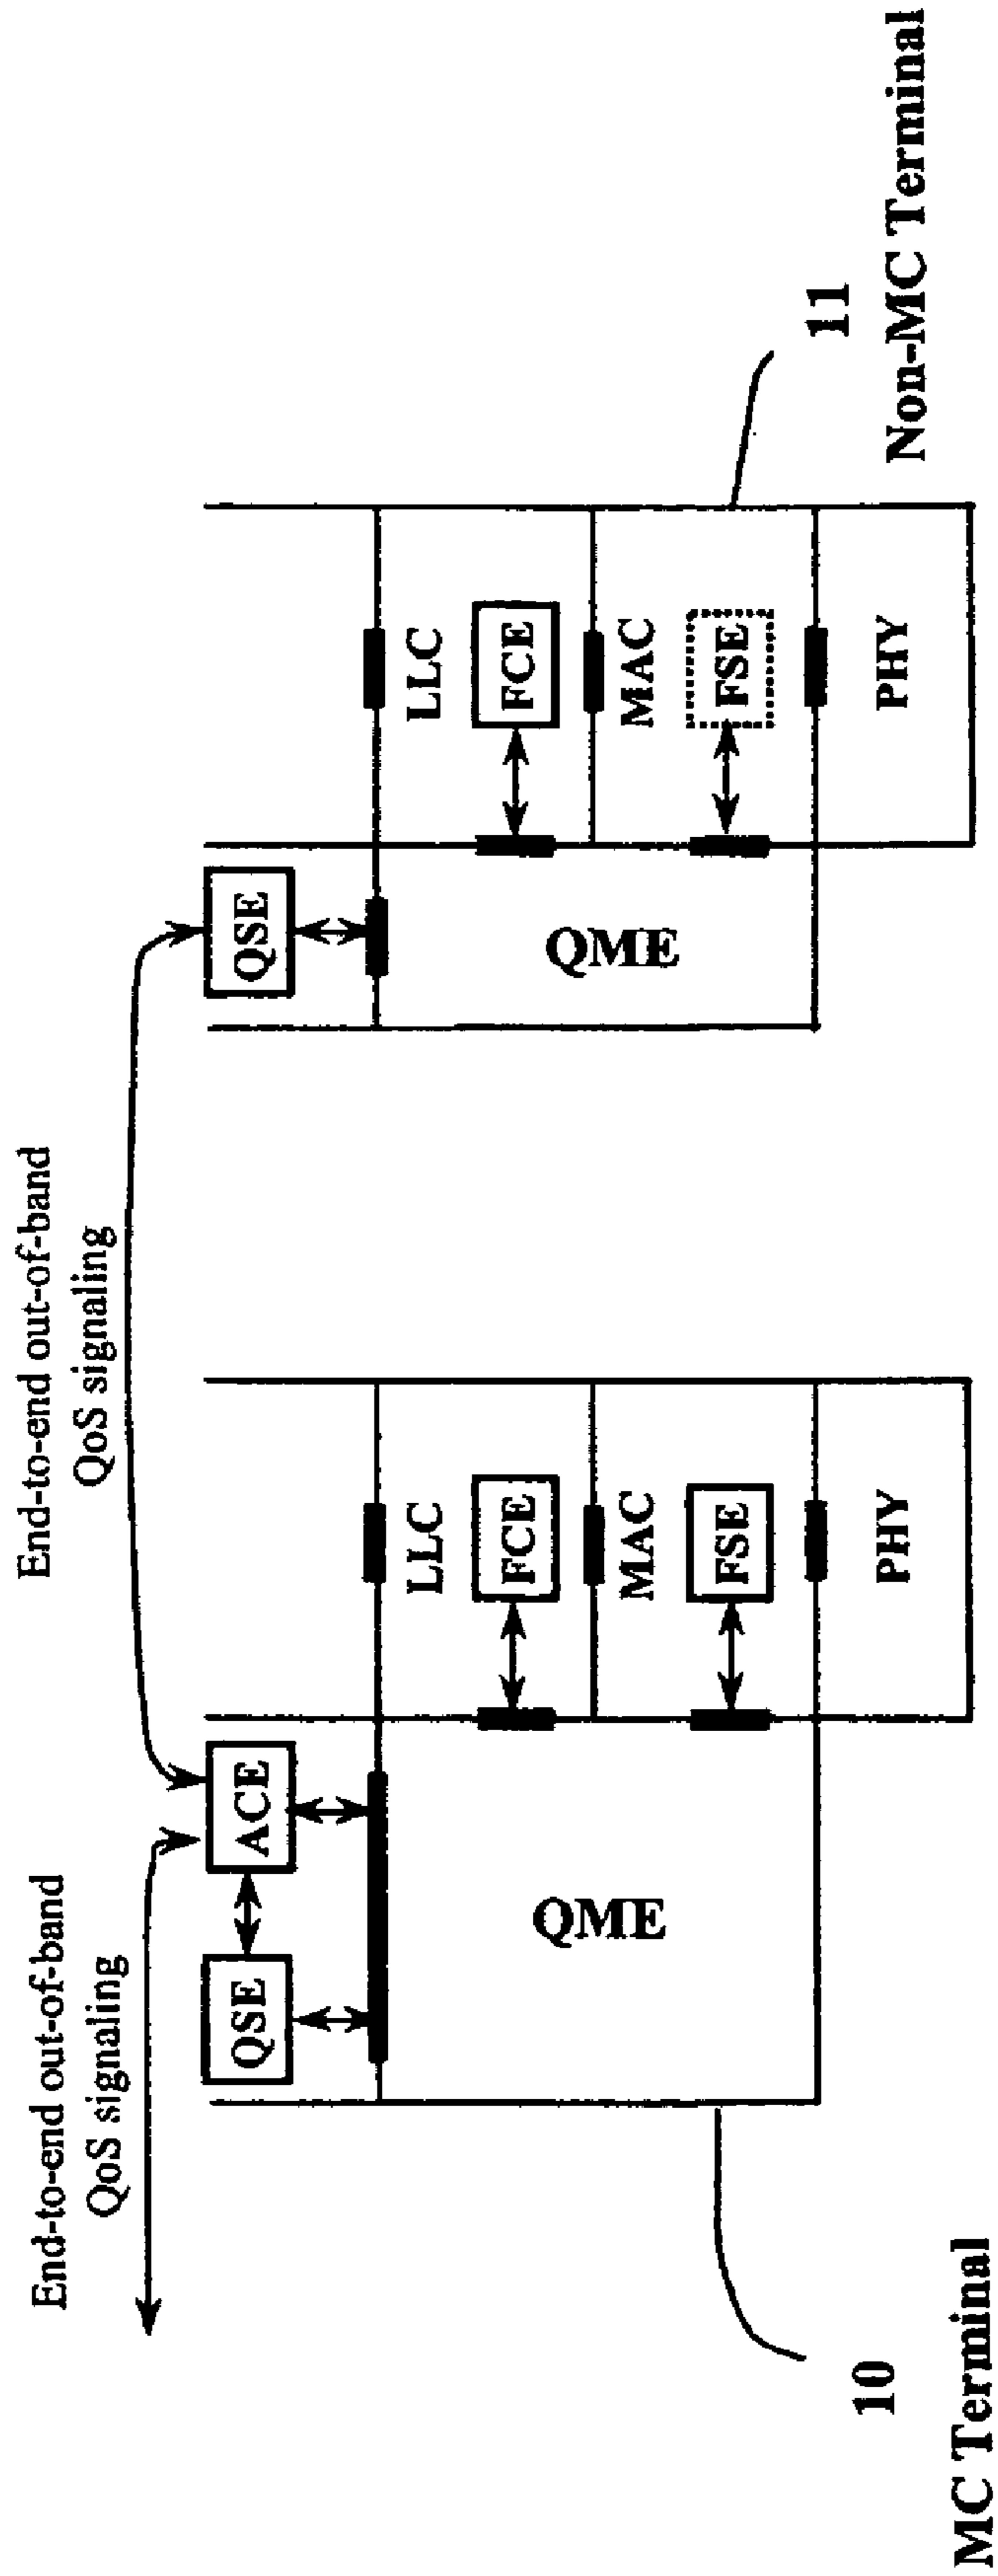 End-to-end out-of-band
QoS signaling
End-to-end out-of-band
QoS signaling
QSE
ACE
QME
LLC
FCE
MAC
FSE
PHY
10
MC Terminal
QSE
QME
LLC
FCE
MAC
FSE
PHY
11
Non-MC Terminal